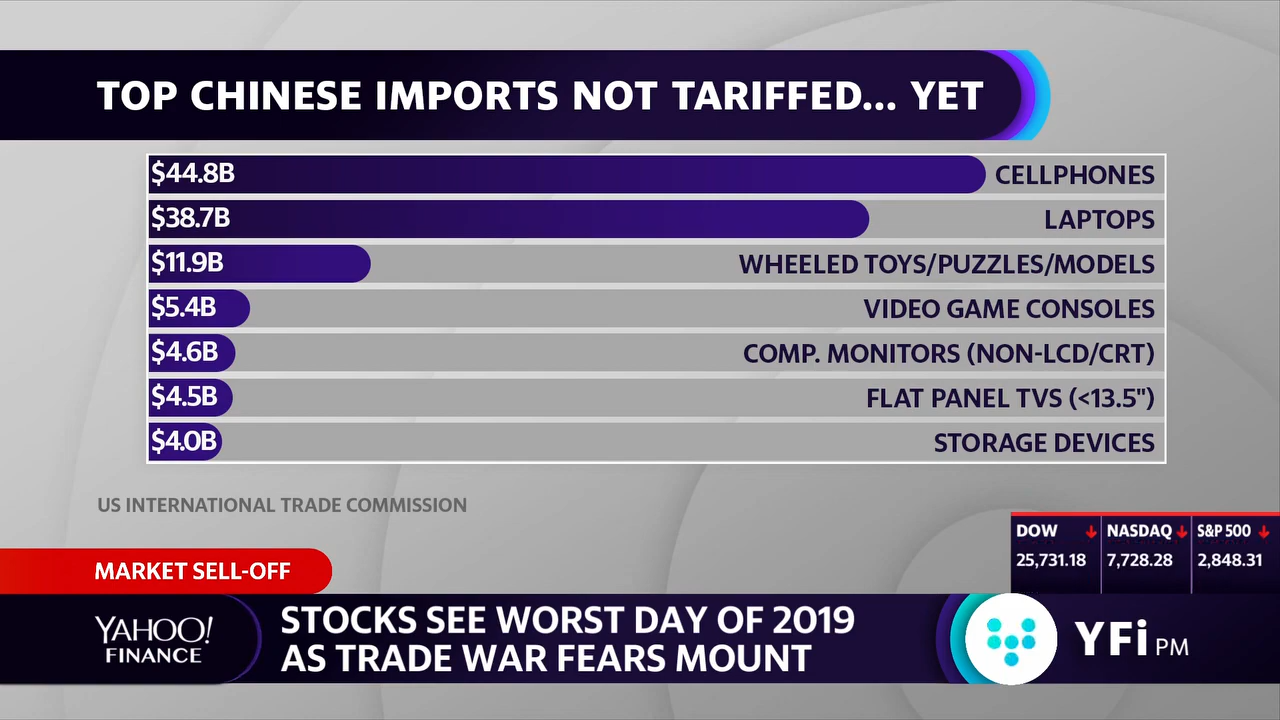 TOP CHINESE IMPORTS NOT TARIFFED... YET
$44.8B CELLPHONES
$38.7B LAPTOPS
$11.9B WHEELED TOYS/PUZZLES/MODELS
$5.4B VIDEO GAME CONSOLES
$4.6B COMP. MONITORS (NON-LCD/CRT)
$4.5B FLAT PANEL TVS (<13.5")
$4.0B STORAGE DEVICES
US INTERNATIONAL TRADE COMMISSION
DOW NASDAQ S&P 500
25,731.18 7,728.28 2,848.31
MARKET SELL-OFF
YAHOO!
FINANCE
STOCKS SEE WORST DAY OF 2019
AS TRADE WAR FEARS MOUNT
YFi PM